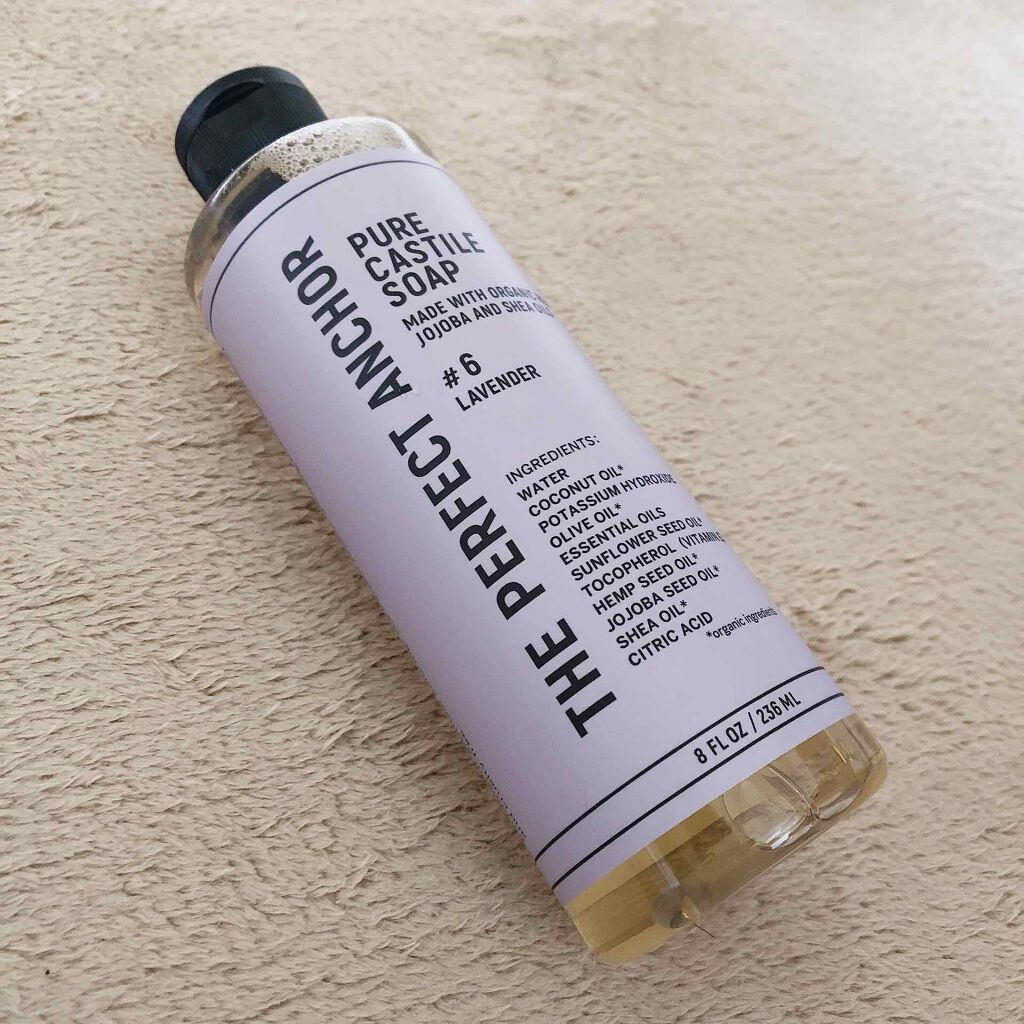 THE PERFECT ANCHOR
PURE
CASTILE
SOAP
MADE WITH ORGANIC
JOJOBA AND SHEA
#6
LAVENDER
INGREDIENTS:
WATER
COCONUT OIL*
POTASSIUM HYDROXIDE
OLIVE OIL*
ESSENTIAL OILS
SUNFLOWER SEED OIL*
TOCOPHEROL (VITAMIN E
HEMP SEED OIL*
JOJOBA SEED OIL*
SHEA OIL*
CITRIC ACID
*organic ingredients
8 FL OZ / 236 ML